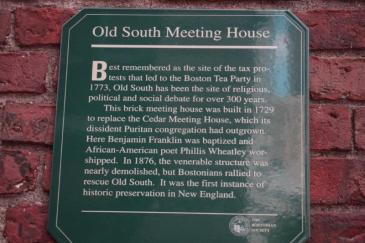 Old South Meeting House
Best remembered as the site of the tax pro-
tests that led to the Boston Tea Party in
1773, Old South has been the site of religious,
political and social debate for over 300 years.
This brick meeting house was built in 1729
to replace the Cedar Meeting House, which its
dissident Puritan congregation had outgrown.
Here Benjamin Franklin was baptized and
African-American poet Phillis Wheatley wor-
shipped. In 1876, the venerable structure was
nearly demolished, but Bostonians rallied to
rescue Old South. It was the first instance of
historic preservation in New England.
THE
BOSTONIAN
SOCIETY